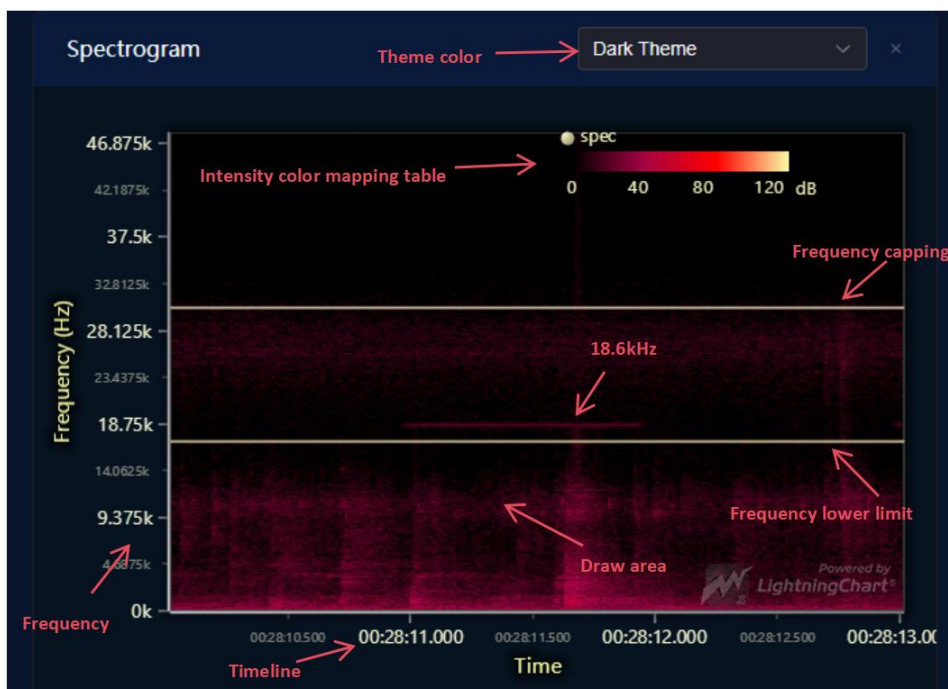 Spectrogram
Theme color
Dark Theme
46.875k
spec
Intensity color mapping table
42.1875k
0 40 80 120 dB
37.5k
Frequency capping
32.8125k
28.125k
18.6kHz
23.4375k
Frequency (Hz)
18.75k
14.0625k
9.375k
Frequency lower limit
4.6875k
Draw area
Powered by
LightningChart®
JS
0k
Frequency
00:28:10.500 00:28:11.000 00:28:11.500 00:28:12.000 00:28:12.500 00:28:13.0
Timeline
Time